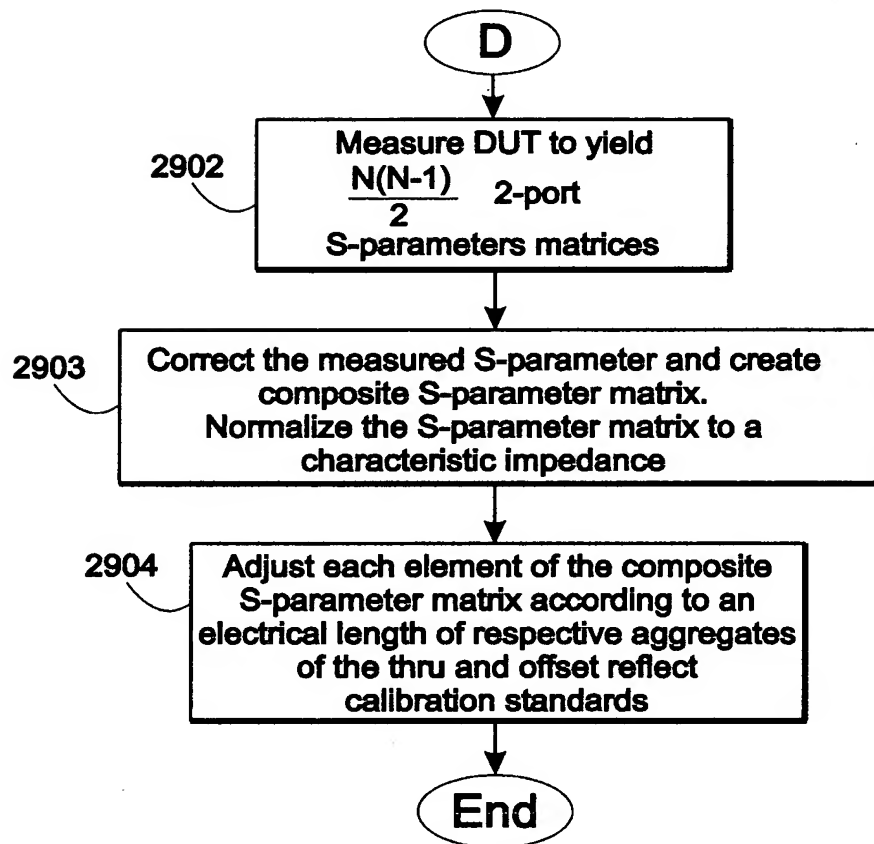 D
Measure DUT to yield
2902
N(N-1)
2
2-port
S-parameters matrices
2903
Correct the measured S-parameter and create
composite S-parameter matrix.
Normalize the S-parameter matrix to a
characteristic impedance
2904
Adjust each element of the composite
S-parameter matrix according to an
electrical length of respective aggregates
of the thru and offset reflect
calibration standards
End